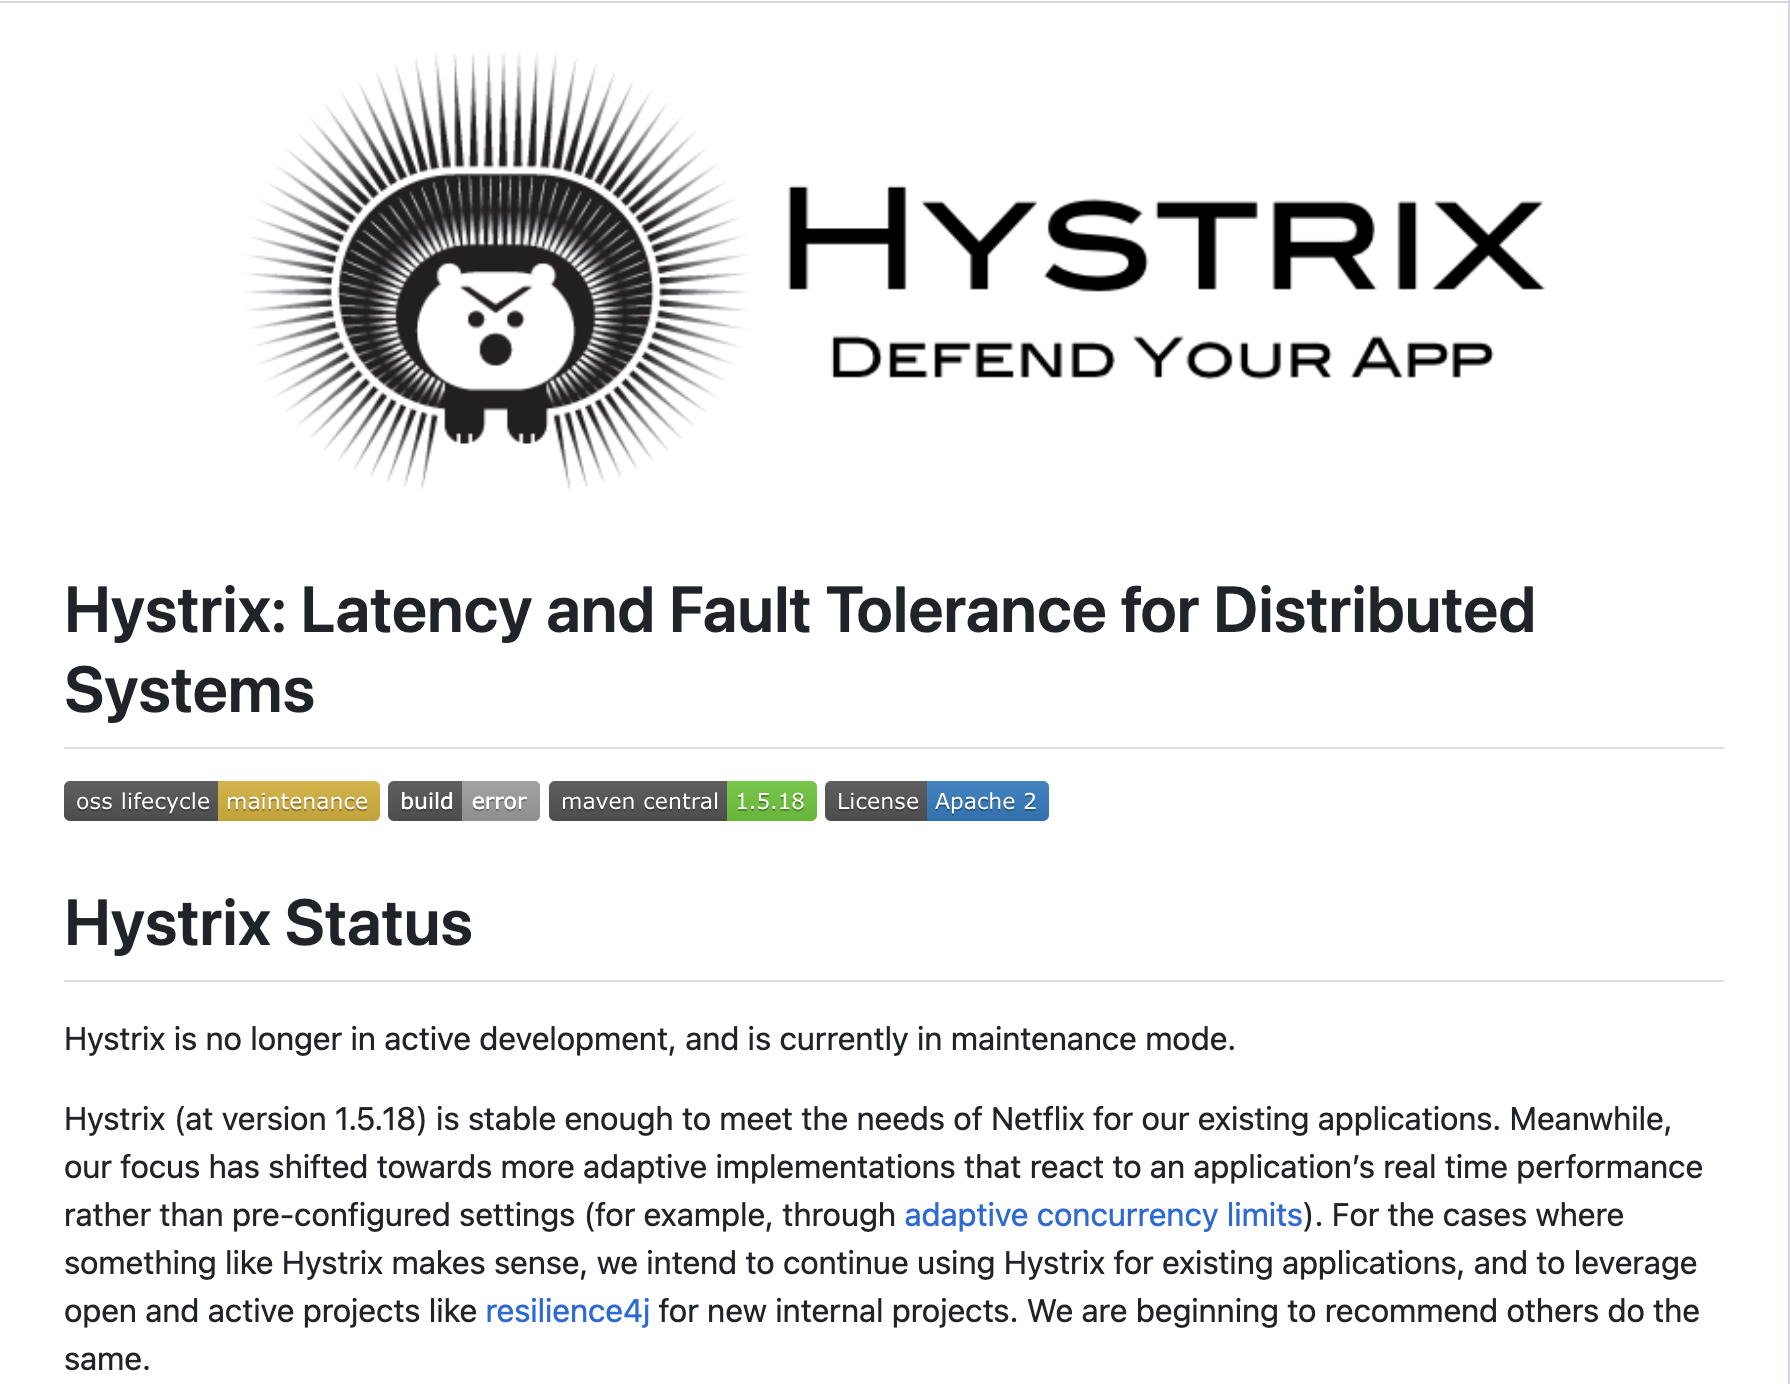 HYSTRIX
DEFEND YOUR APP
Hystrix: Latency and Fault Tolerance for Distributed
Systems
oss lifecycle maintenance build error maven central 1.5.18 License Apache 2
Hystrix Status
Hystrix is no longer in active development, and is currently in maintenance mode.
Hystrix (at version 1.5.18) is stable enough to meet the needs of Netflix for our existing applications. Meanwhile,
our focus has shifted towards more adaptive implementations that react to an application’s real time performance
rather than pre-configured settings (for example, through adaptive concurrency limits). For the cases where
something like Hystrix makes sense, we intend to continue using Hystrix for existing applications, and to leverage
open and active projects like resilience4j for new internal projects. We are beginning to recommend others do the
same.